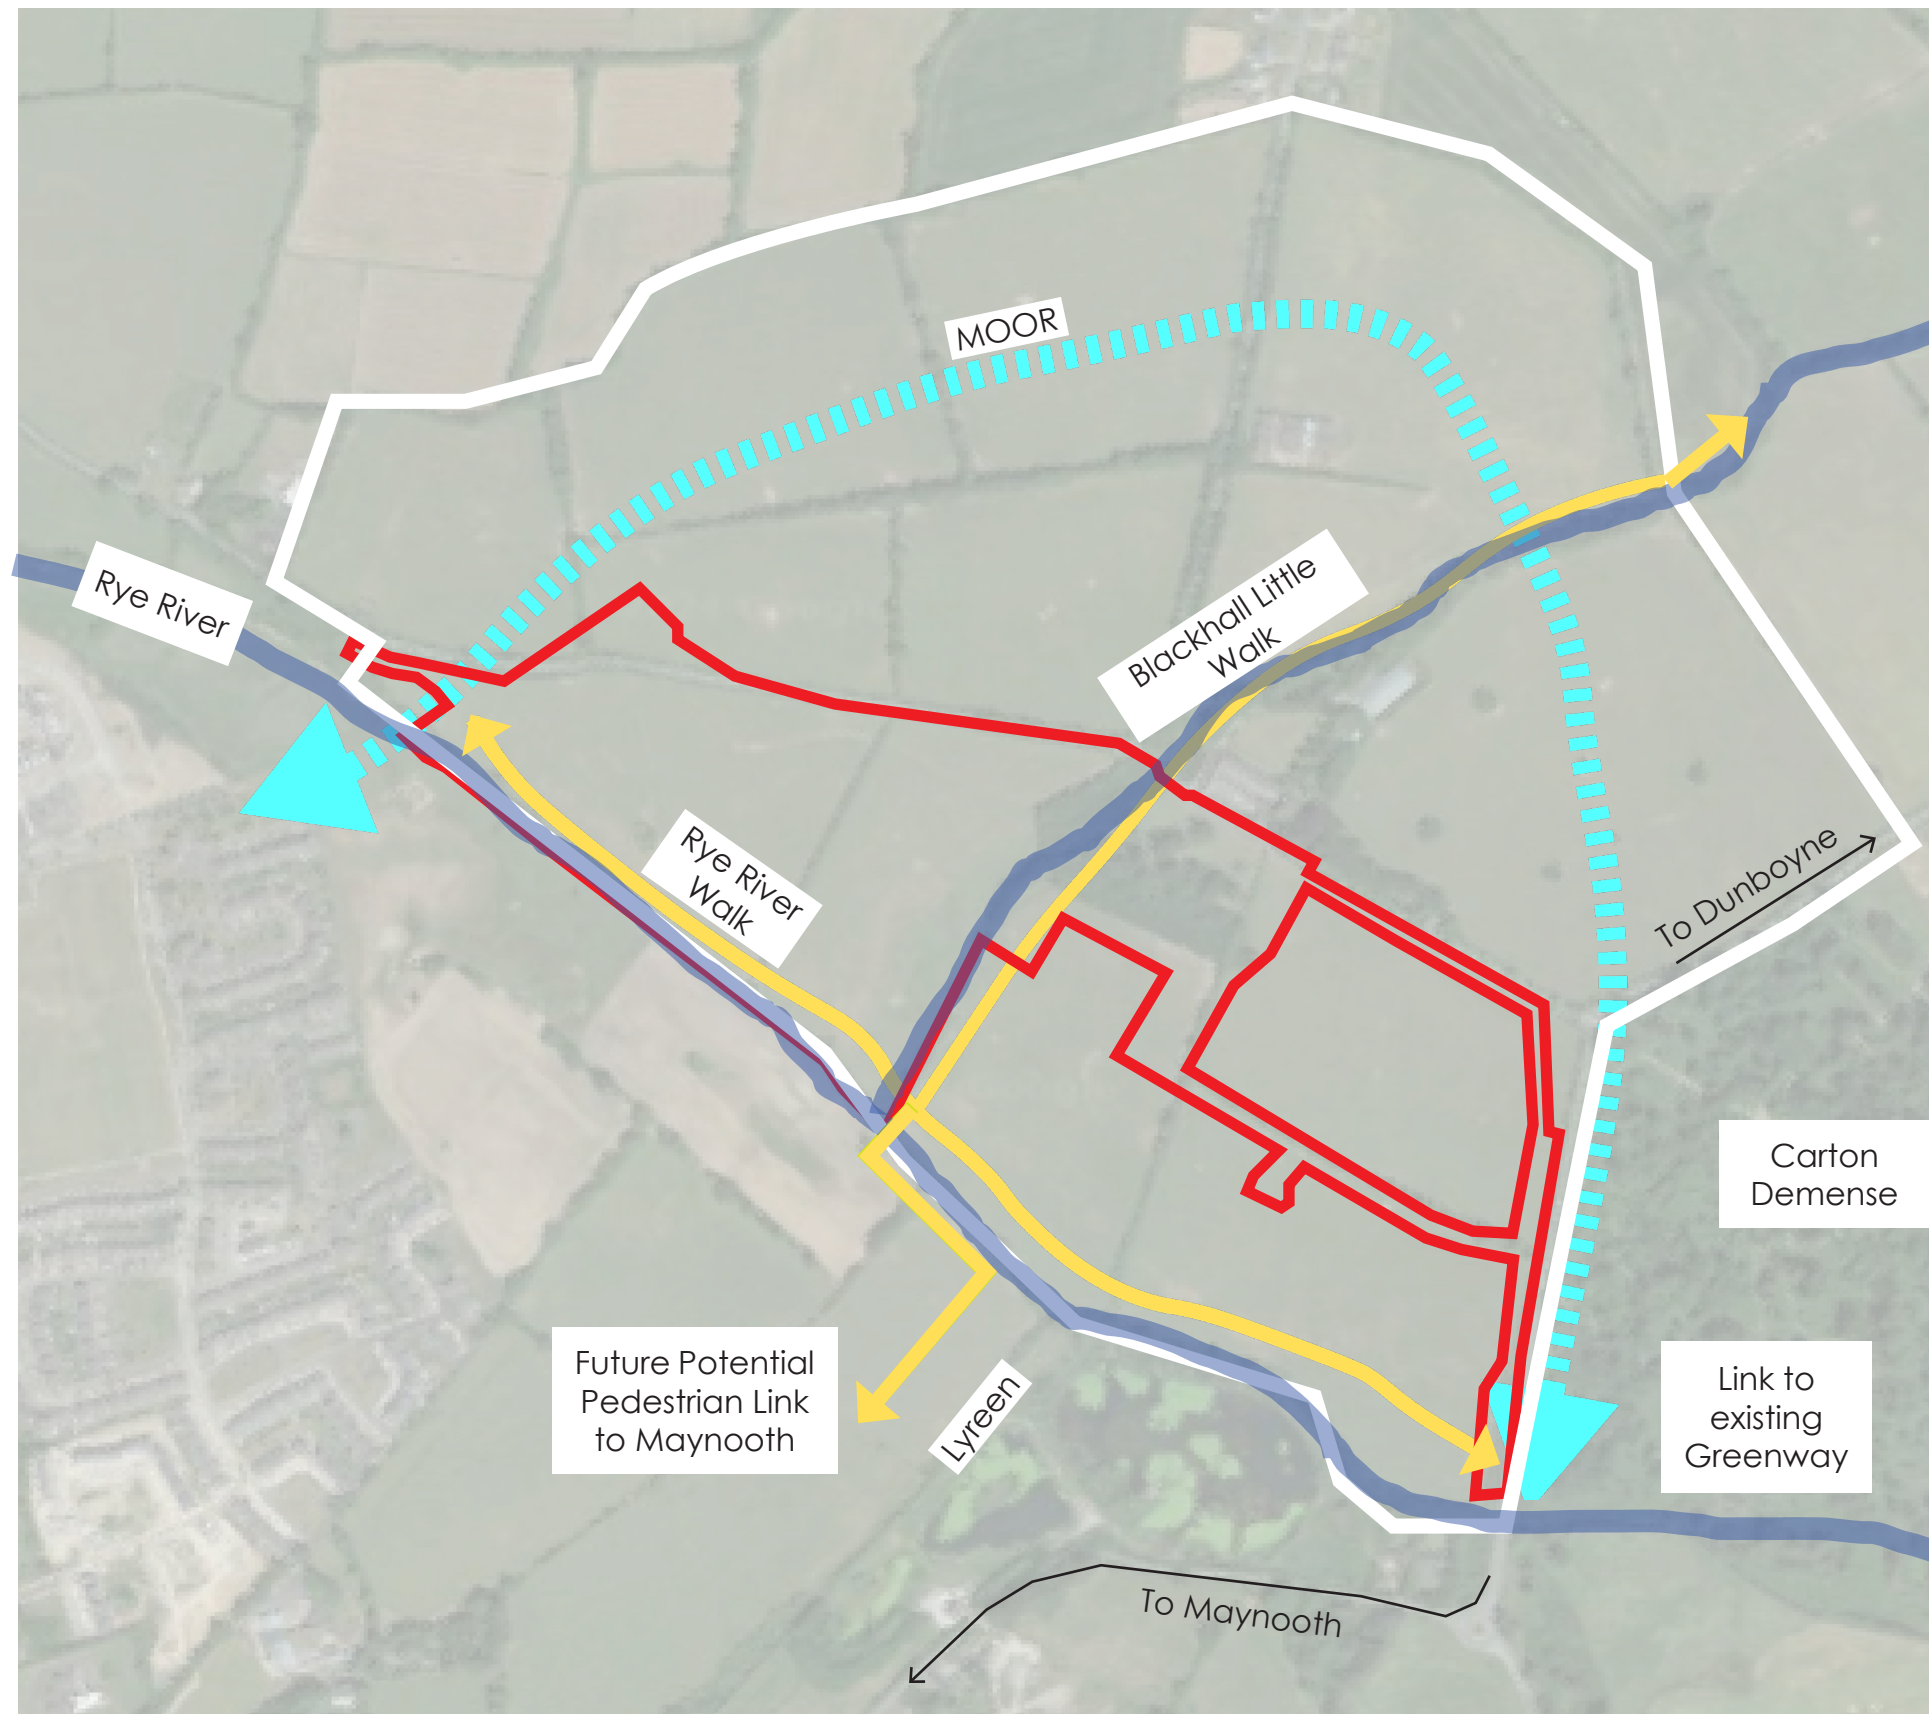 MOOR
Rye River
Blackhall Little
Walk
Rye River
Walk
To Dunboyne
Carton
Demense
Future Potential
Pedestrian Link
to Maynooth
Lyreen
Link to
existing
Greenway
To Maynooth